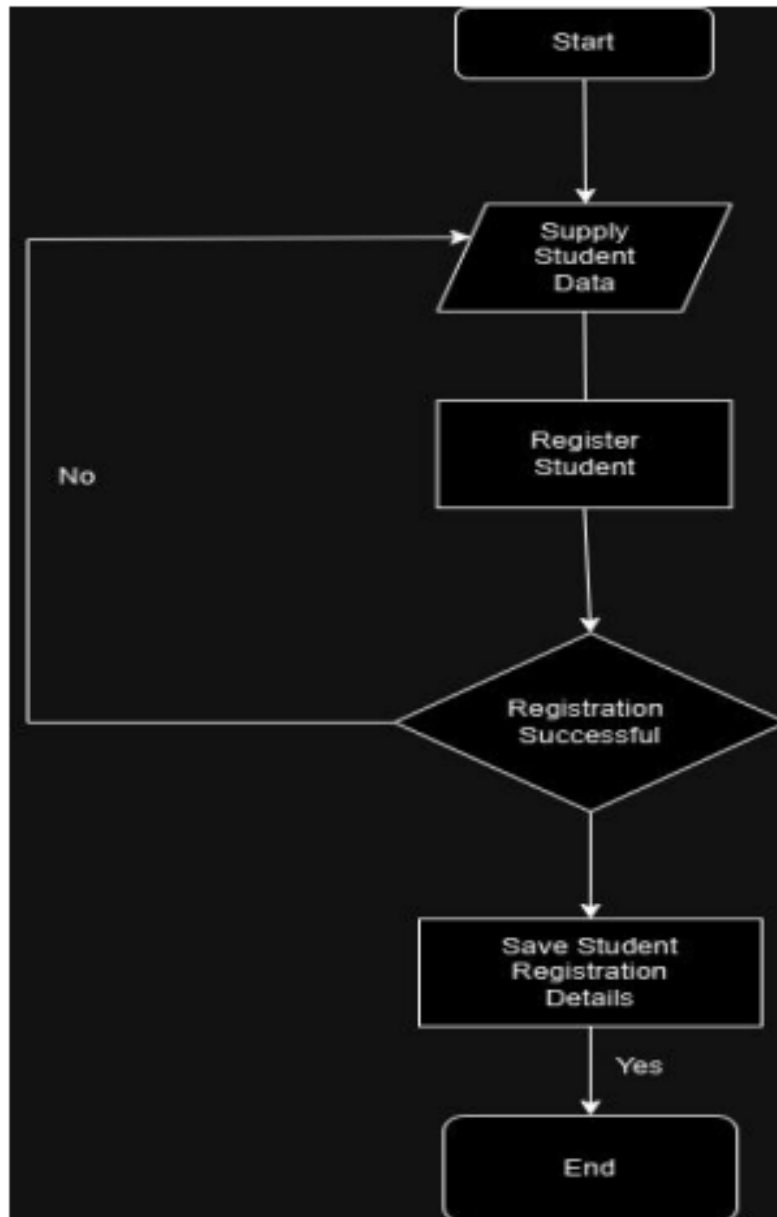 Start
Supply
Student
Data
No
Register
Student
Registration
Successful
Save Student
Registration
Details
Yes
End